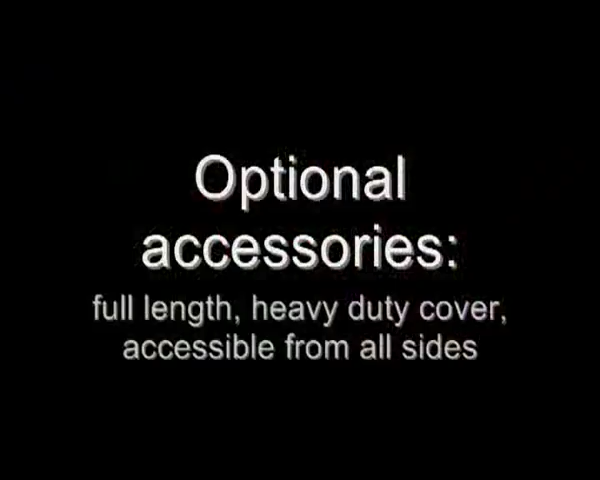 Optional
accessories:
full length, heavy duty cover,
accessible from all sides